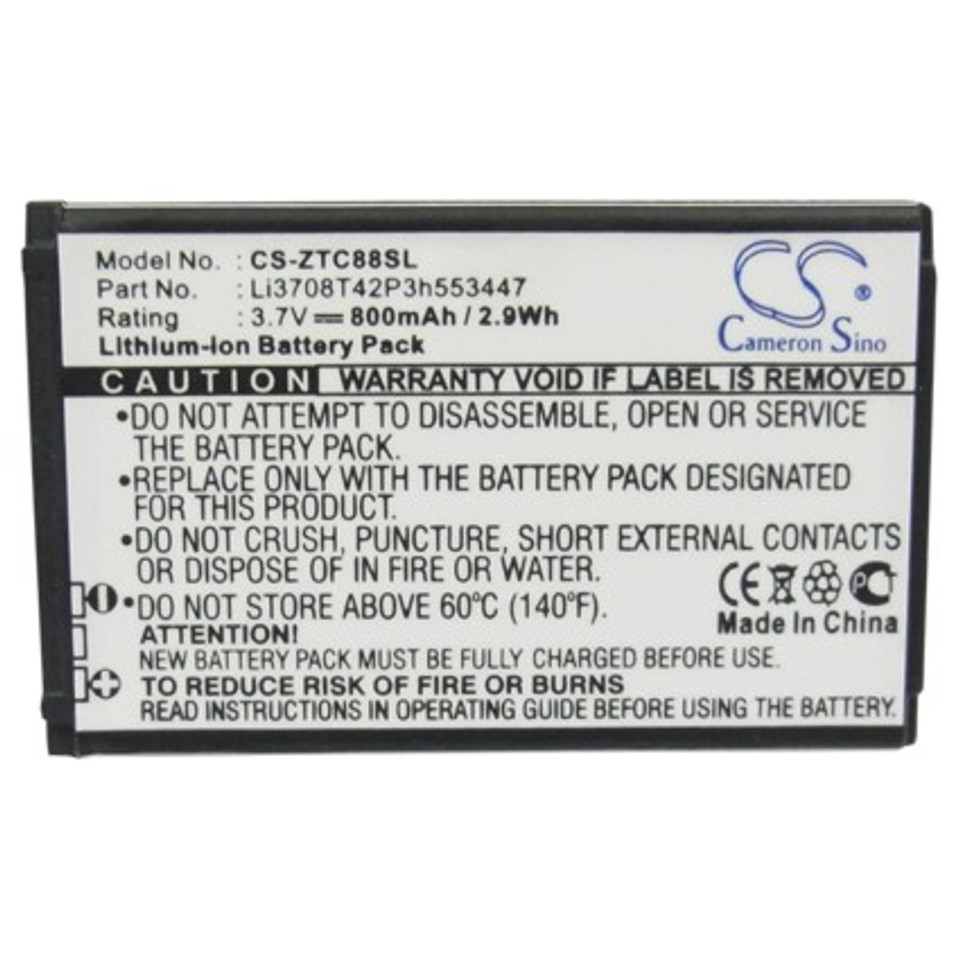 Model No. : CS-ZTC88SL
Part No. : Li3708T42P3h553447
Rating : 3.7V 800mAh / 2.9Wh
Lithium-Ion Battery Pack
CS ®
Cameron Sino
CAUTION WARRANTY VOID IF LABEL IS REMOVED
•DO NOT ATTEMPT TO DISASSEMBLE, OPEN OR SERVICE
THE BATTERY PACK.
•REPLACE ONLY WITH THE BATTERY PACK DESIGNATED
FOR THIS PRODUCT.
•DO NOT CRUSH, PUNCTURE, SHORT EXTERNAL CONTACTS
OR DISPOSE OF IN FIRE OR WATER.
•DO NOT STORE ABOVE 60°C (140°F).
CE
Made In China
ATTENTION!
NEW BATTERY PACK MUST BE FULLY CHARGED BEFORE USE.
TO REDUCE RISK OF FIRE OR BURNS
READ INSTRUCTIONS IN OPERATING GUIDE BEFORE USING THE BATTERY.